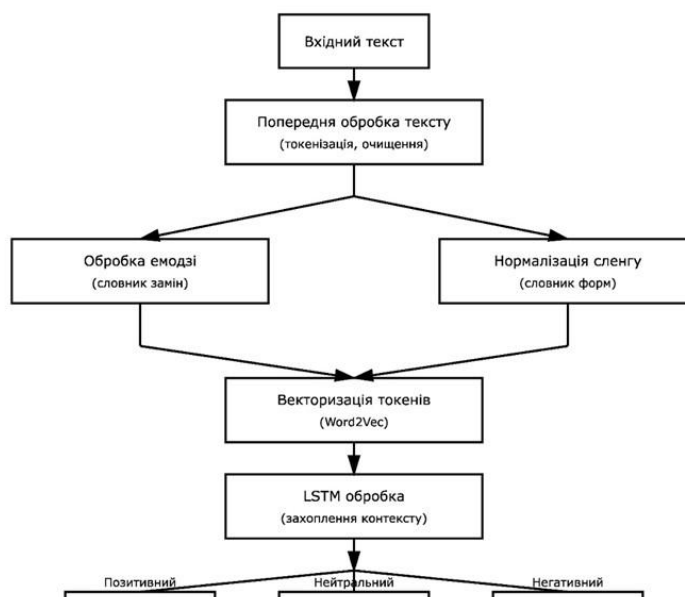 Вхідний текст
Попередня обробка тексту
(токенізація, очищення)
Обробка емодзі
(словник замін)
Нормалізація сленгу
(словник форм)
Векторизація токенів
(Word2Vec)
LSTM обробка
(захоплення контексту)
Позитивний
Нейтральний
Негативний